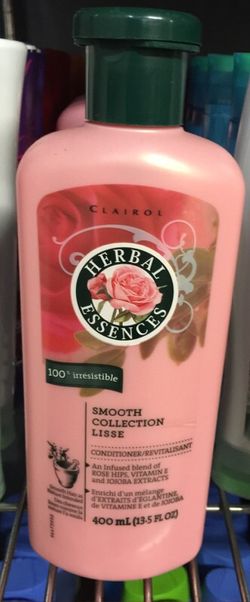 CLAIROL
HERBAL
ESSENCES
100% irresistible
SMOOTH
COLLECTION
LISSE
CONDITIONER/REVITALISANT
An Infused blend of
ROSE HIPS, VITAMIN E
and JOJOBA EXTRACTS
Enrichi d'un mélange
d'EXTRAITS d'ÉGLANTINE,
de VITAMINE E et de JOJOBA
400 mL (13.5 FL OZ)